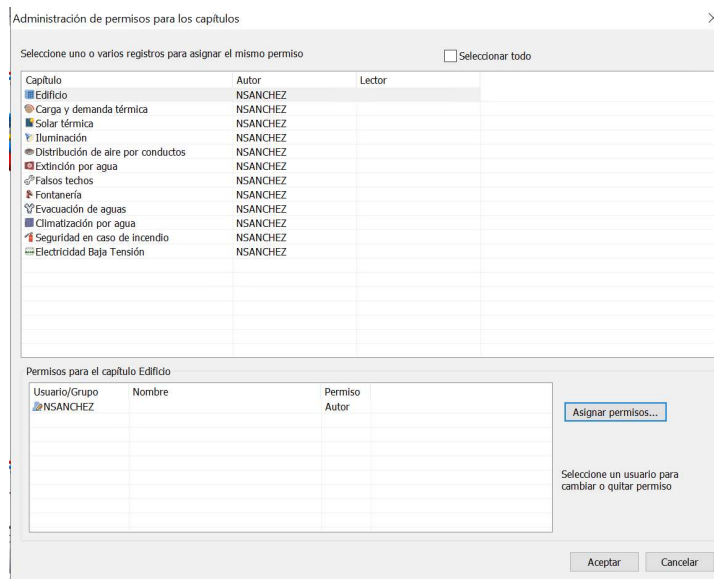 Administración de permisos para los capítulos
Seleccione uno o varios registros para asignar el mismo permiso
Seleccionar todo
Capítulo Autor Lector
Edificio NSANCHEZ
Carga y demanda térmica NSANCHEZ
Solar térmica NSANCHEZ
Iluminación NSANCHEZ
Distribución de aire por conductos NSANCHEZ
Extinción por agua NSANCHEZ
Falsos techos NSANCHEZ
Fontanería NSANCHEZ
Evacuación de aguas NSANCHEZ
Climatización por agua NSANCHEZ
Seguridad en caso de incendio NSANCHEZ
Electricidad Baja Tensión NSANCHEZ
Permisos para el capítulo Edificio
Usuario/Grupo Nombre Permiso
NSANCHEZ Autor
Asignar permisos...
Seleccione un usuario para
cambiar o quitar permiso
Aceptar Cancelar